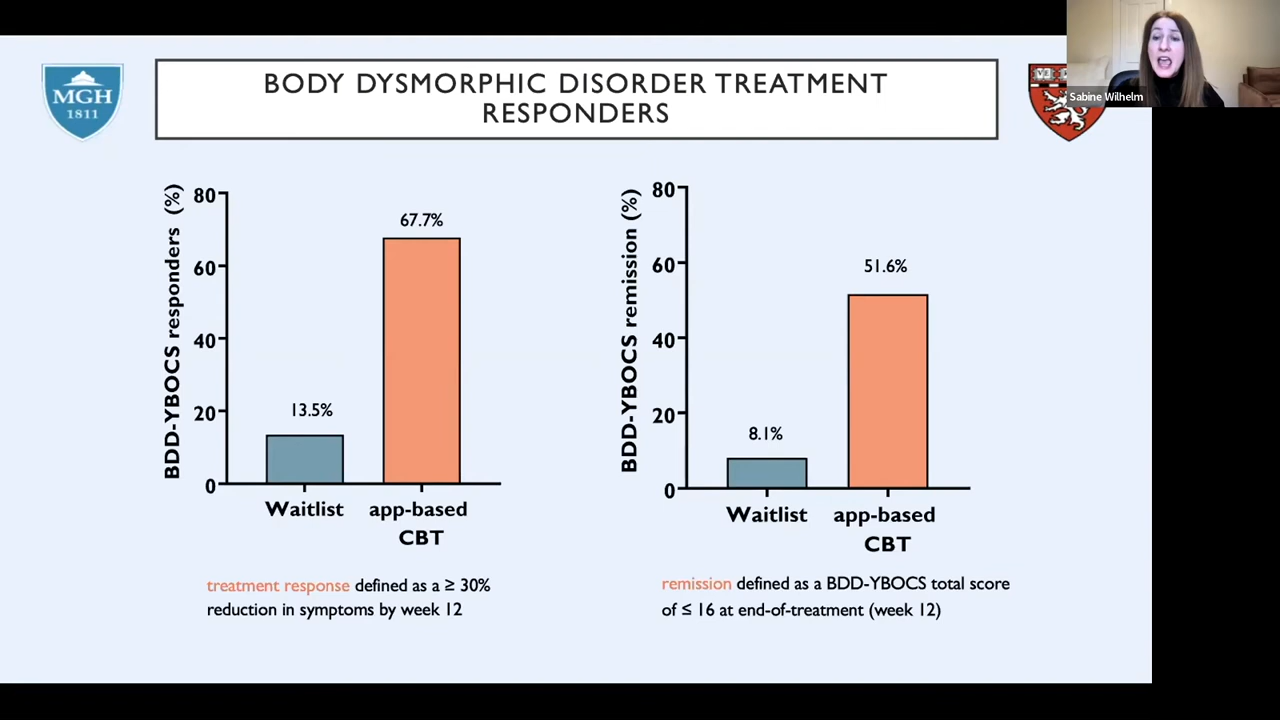 BODY DYSMORPHIC DISORDER TREATMENT
RESPONDERS
MGH
1811
Sabine Wilhelm
BDD-YBOCS responders (%)
80
60
40
20
0
13.5%
67.7%
Waitlist
app-based
CBT
treatment response defined as a ≥ 30%
reduction in symptoms by week 12
BDD-YBOCS remission (%)
80
60
40
20
0
8.1%
51.6%
Waitlist
app-based
CBT
remission defined as a BDD-YBOCS total score
of ≤ 16 at end-of-treatment (week 12)